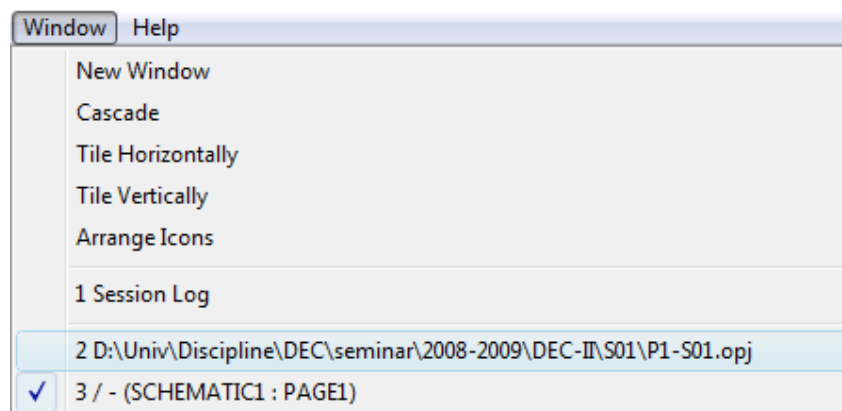 Window Help
New Window
Cascade
Tile Horizontally
Tile Vertically
Arrange Icons
1 Session Log
2 D:\Univ\Discipline\DEC\seminar\2008-2009\DEC-II\S01\P1-S01.opj
3 / - (SCHEMATIC1 : PAGE1)